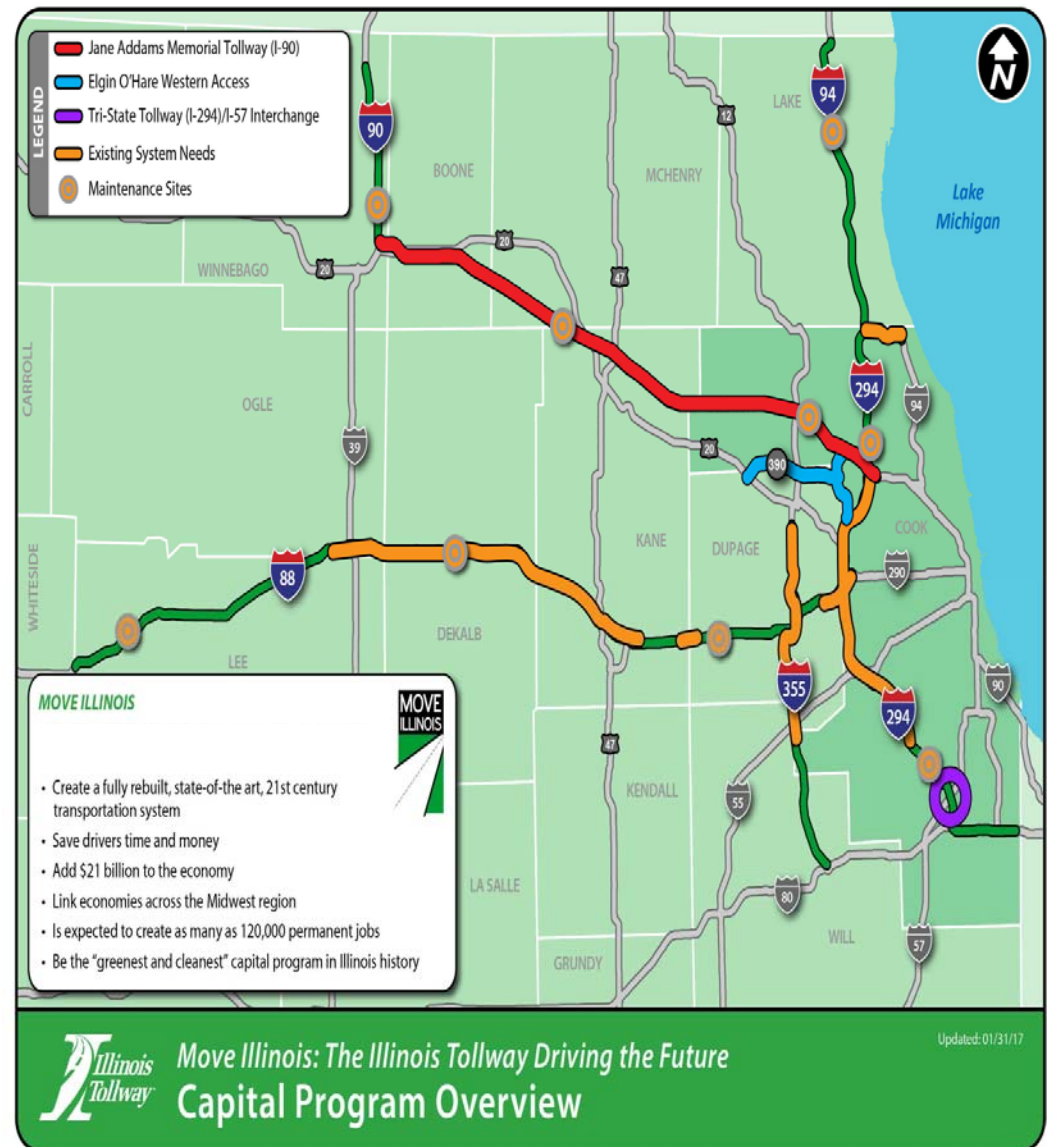 LEGEND
Jane Addams Memorial Tollway (I-90)
Elgin O'Hare Western Access
Tri-State Tollway (I-294)/I-57 Interchange
Existing System Needs
Maintenance Sites
90
94
LAKE
12
N
BOONE
MCHENRY
Lake
Michigan
20
47
WINNEBAGO
20
CARROLL
OGLE
39
294
94
20
390
KANE
DUPAGE
COOK
290
WHITESIDE
88
DEKALB
LEE
355
294
90
47
KENDALL
55
LA SALLE
80
WILL
57
GRUNDY
MOVE ILLINOIS
MOVE
ILLINOIS
• Create a fully rebuilt, state-of-the art, 21st century
transportation system
• Save drivers time and money
• Add $21 billion to the economy
• Link economies across the Midwest region
• Is expected to create as many as 120,000 permanent jobs
• Be the "greenest and cleanest" capital program in Illinois history
Illinois
Tollway
Move Illinois: The Illinois Tollway Driving the Future
Capital Program Overview
Updated: 01/31/17